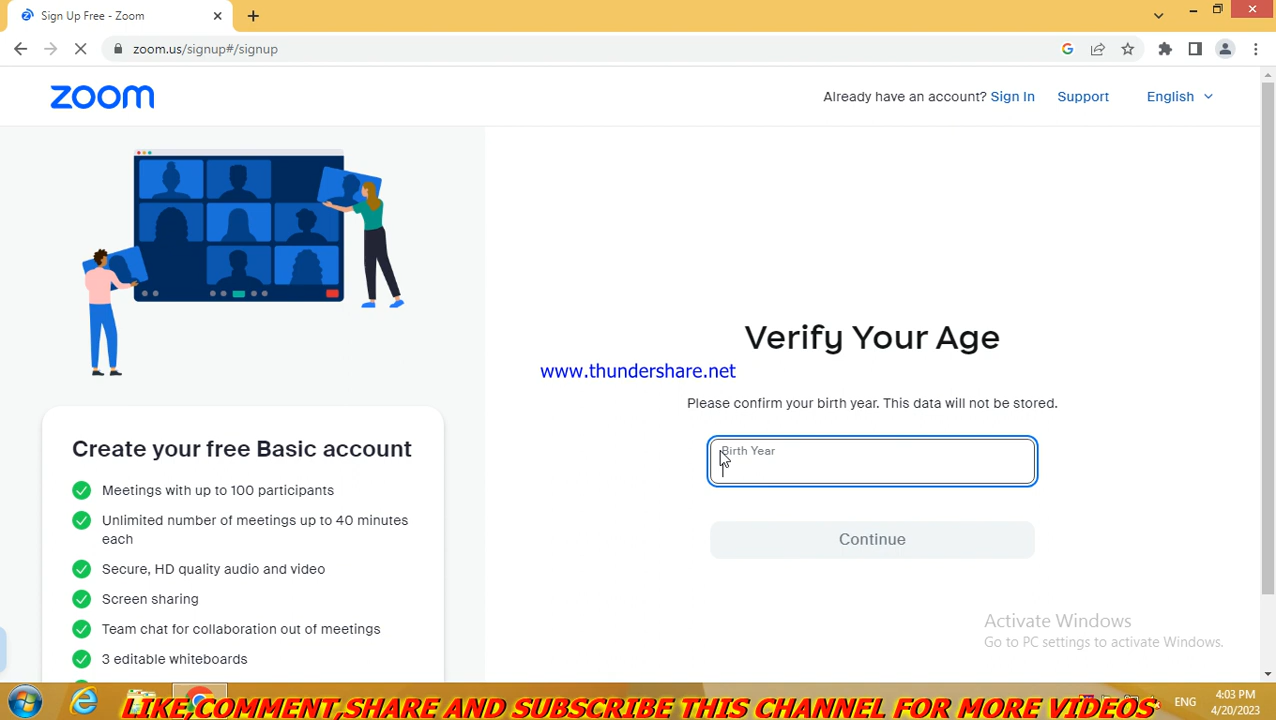 Sign Up Free - Zoom
zoom.us/signup#/signup
zoom
Already have an account? Sign In Support English
Verify Your Age
www.thundershare.net
Please confirm your birth year. This data will not be stored.
Birth Year
Continue
Create your free Basic account
Meetings with up to 100 participants
Unlimited number of meetings up to 40 minutes
each
Secure, HD quality audio and video
Screen sharing
Team chat for collaboration out of meetings
3 editable whiteboards
Activate Windows
Go to PC settings to activate Windows.
ENG
4:03 PM
4/20/2023
LIKE,COMMENT,SHARE AND SUBSCRIBE THIS CHANNEL FOR MORE VIDEOS